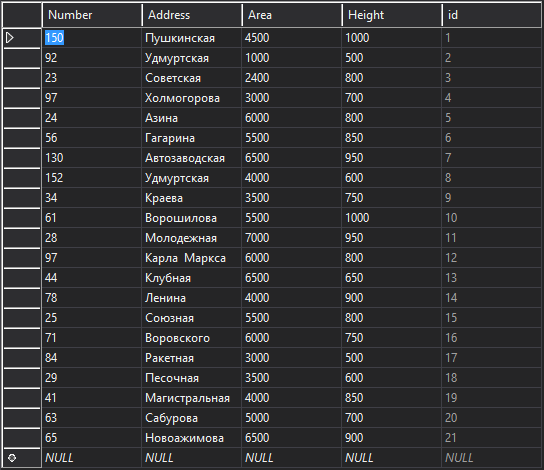 Number Address Area Height id
150 Пушкинская 4500 1000 1
92 Удмуртская 1000 500 2
23 Советская 2400 800 3
97 Холмогорова 3000 700 4
24 Азина 6000 800 5
56 Гагарина 5500 850 6
130 Автозаводская 6500 950 7
152 Удмуртская 4000 600 8
34 Краева 3500 750 9
61 Ворошилова 5500 1000 10
28 Молодежная 7000 950 11
97 Карла Маркса 6000 800 12
44 Клубная 6500 650 13
78 Ленина 4000 900 14
25 Союзная 5500 800 15
71 Воровского 6000 750 16
84 Ракетная 3000 500 17
29 Песочная 3500 600 18
41 Магистральная 4000 850 19
63 Сабурова 5000 700 20
65 Новоажимова 6500 900 21
NULL NULL NULL NULL NULL